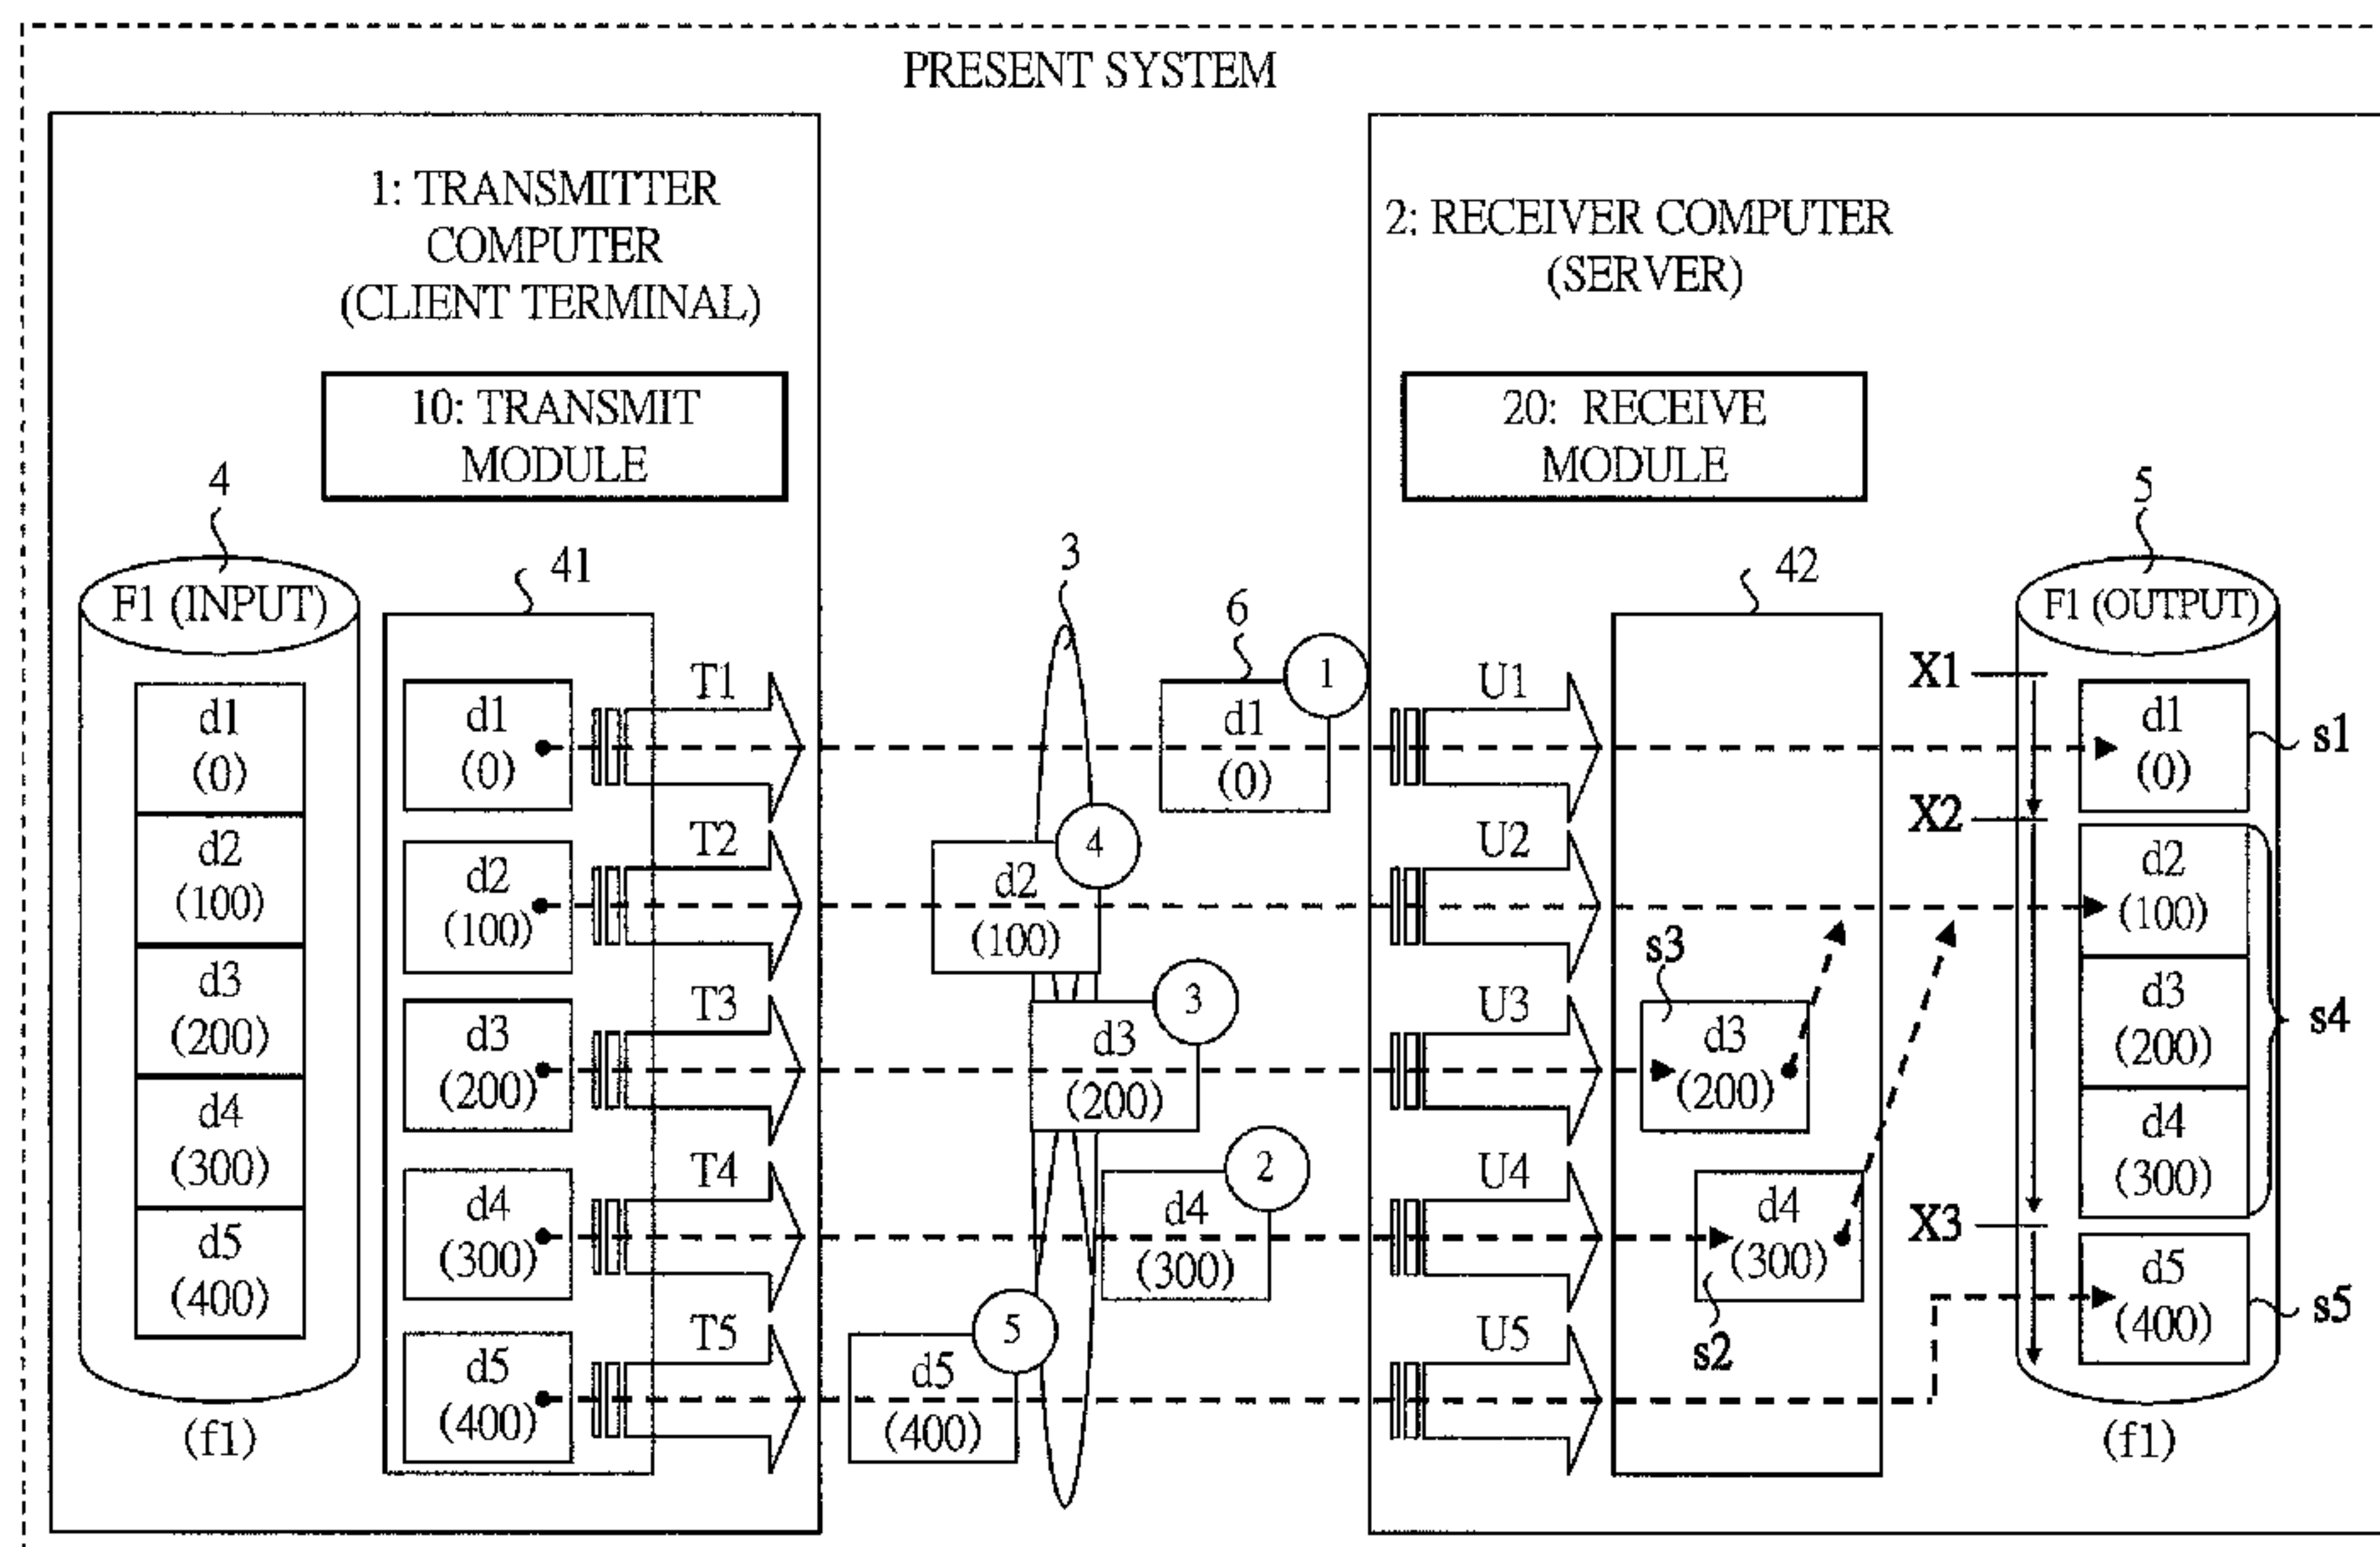 PRESENT SYSTEM
1: TRANSMITTER
COMPUTER
(CLIENT TERMINAL)
10: TRANSMIT
MODULE
4
F1 (INPUT)
d1
(0)
d2
(100)
d3
(200)
d4
(300)
d5
(400)
(f1)
41
d1
(0)
d2
(100)
d3
(200)
d4
(300)
d5
(400)
T1
T2
T3
T4
T5
3
6
1
d1
(0)
4
d2
(100)
3
d3
(200)
2
d4
(300)
5
d5
(400)
2: RECEIVER COMPUTER
(SERVER)
20: RECEIVE
MODULE
U1
U2
U3
U4
U5
42
s3
d3
(200)
d4
(300)
s2
X1
X2
X3
5
F1 (OUTPUT)
d1
(0)
s1
d2
(100)
d3
(200)
d4
(300)
s4
d5
(400)
s5
(f1)